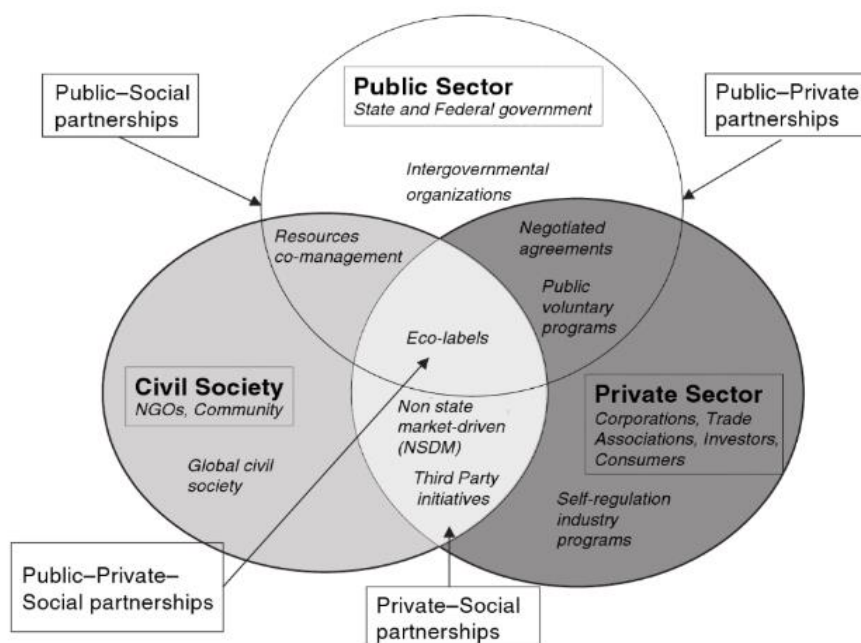 Public Sector
State and Federal government
Public–Social
partnerships
Public–Private
partnerships
Intergovernmental
organizations
Resources
co-management
Negotiated
agreements
Public
voluntary
programs
Eco-labels
Civil Society
NGOs, Community
Private Sector
Corporations, Trade
Associations, Investors,
Consumers
Non state
market-driven
(NSDM)
Global civil
society
Third Party
initiatives
Self-regulation
industry
programs
Public–Private–
Social partnerships
Private–Social
partnerships